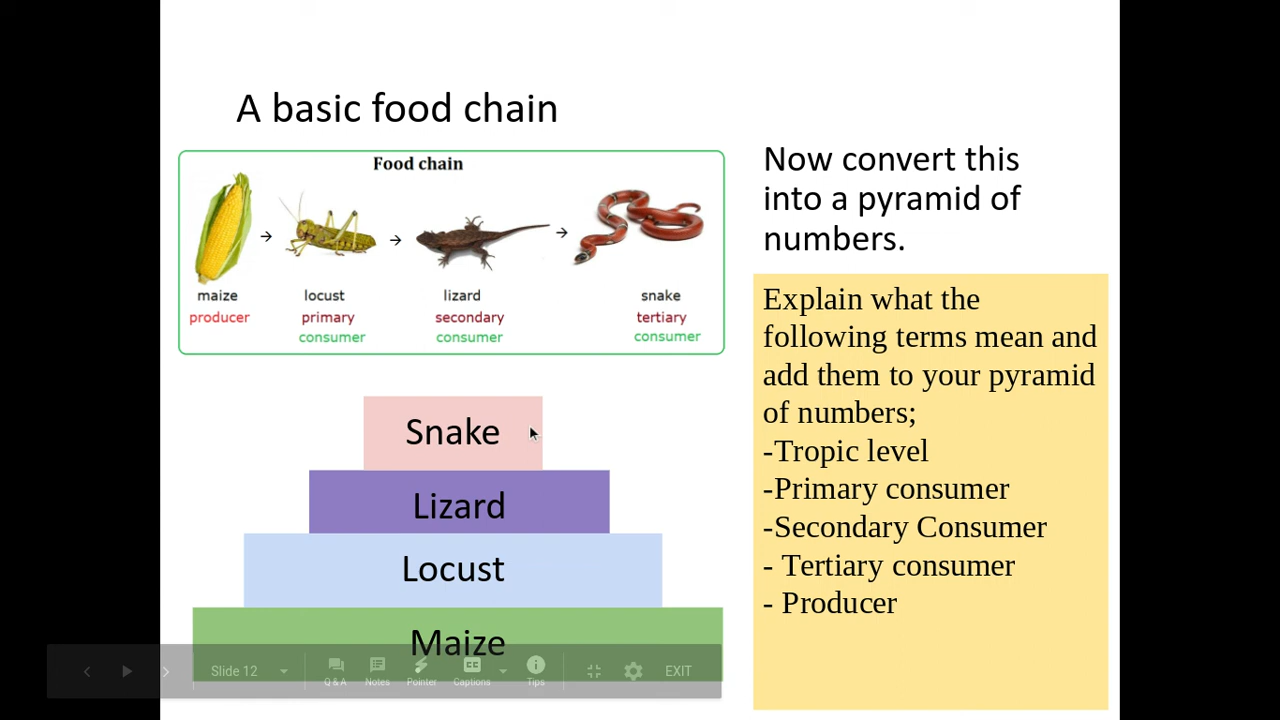 A basic food chain
Food chain
maize
producer
locust
primary
consumer
lizard
secondary
consumer
snake
tertiary
consumer
Now convert this
into a pyramid of
numbers.
Explain what the
following terms mean and
add them to your pyramid
of numbers;
-Tropic level
-Primary consumer
-Secondary Consumer
- Tertiary consumer
- Producer
Snake
Lizard
Locust
Maize
Slide 12
Q & A
Notes
Pointer
CC
Captions
Tips
EXIT